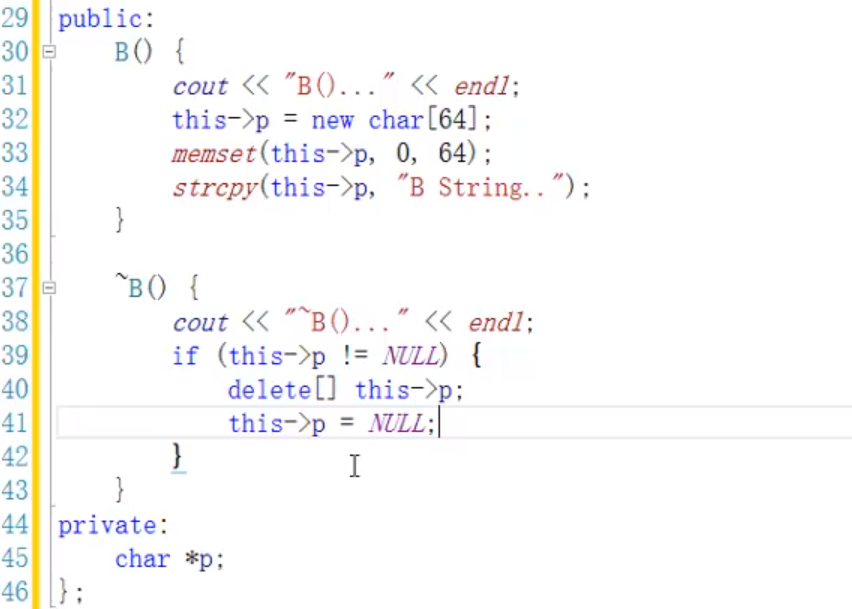 29 public:
30 B() {
31 cout << "B()..." << endl;
32 this->p = new char[64];
33 memset(this->p, 0, 64);
34 strcpy(this->p, "B String..");
35 }
36
37 ~B() {
38 cout << "~B()..." << endl;
39 if (this->p != NULL) {
40 delete[] this->p;
41 this->p = NULL;
42 }
43 }
44 private:
45 char *p;
46 };